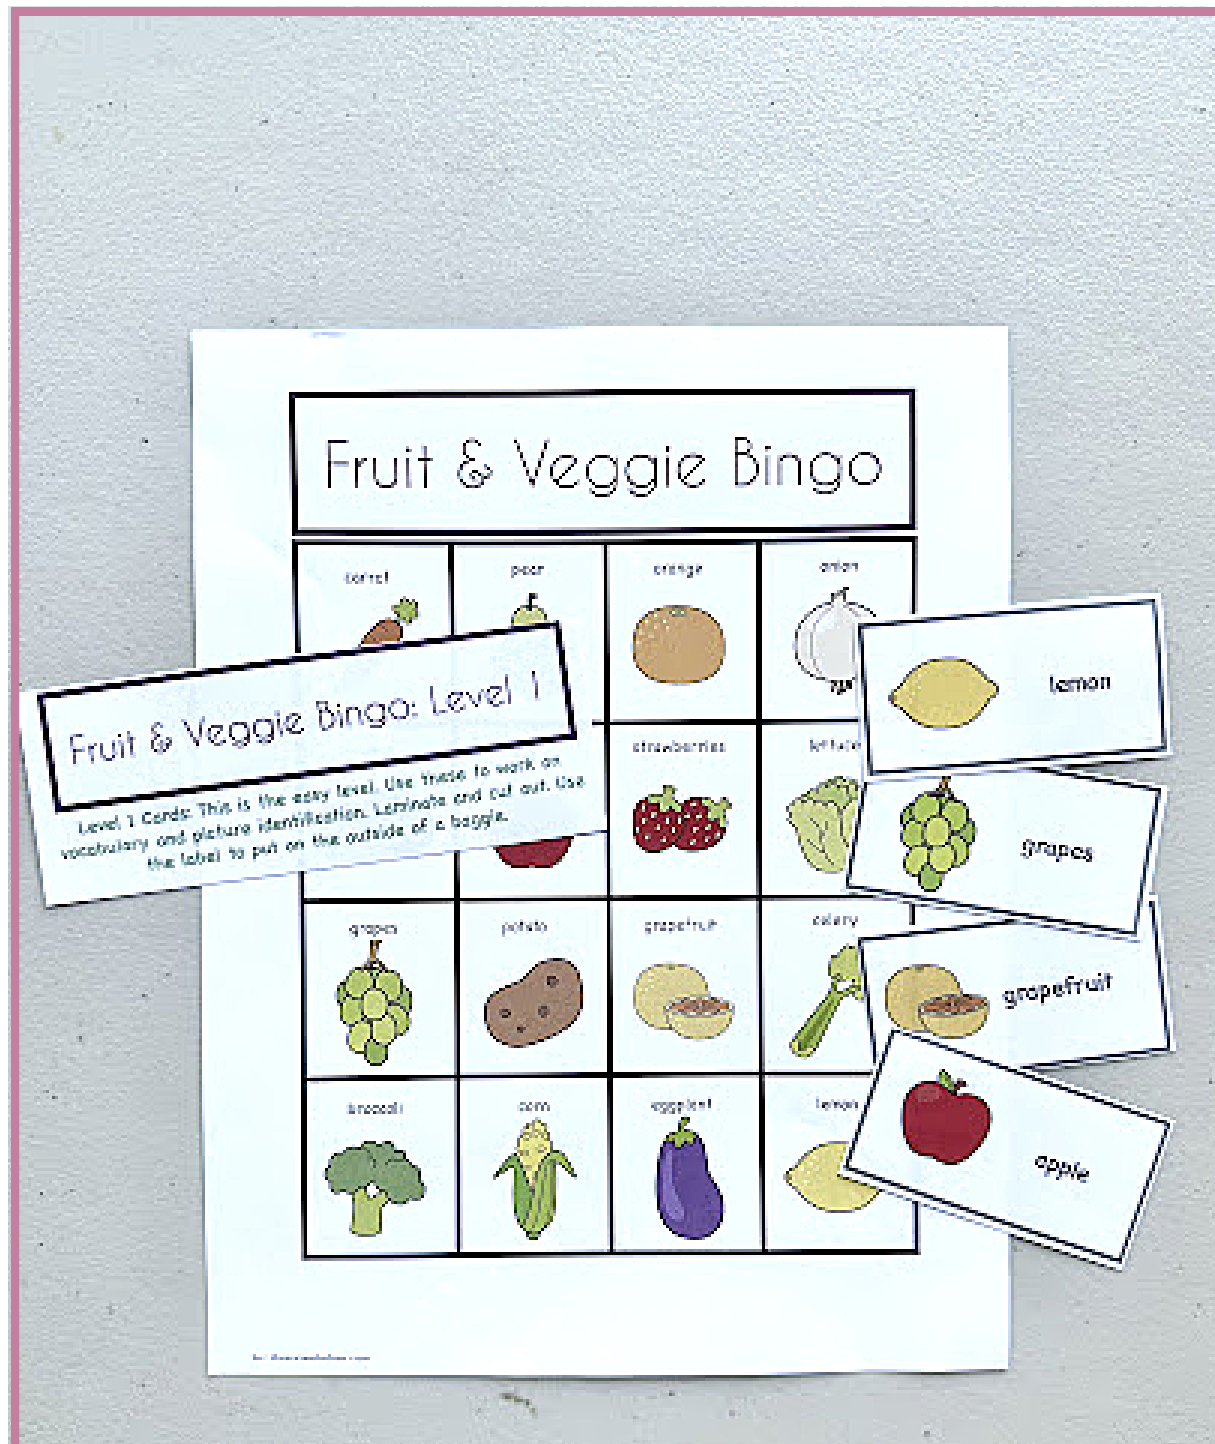 Fruit & Veggie Bingo
carrot pear orange onion
Fruit & Veggie Bingo: Level 1
Level 1 Cards: This is the easy level. Use these to work on
vocabulary and picture identification. Laminate and cut out. Use
the label to put on the outside of a baggie.
strawberries lettuce
grapes potato grapefruit celery
broccoli corn eggplant lemon
lemon
grapes
grapefruit
apple